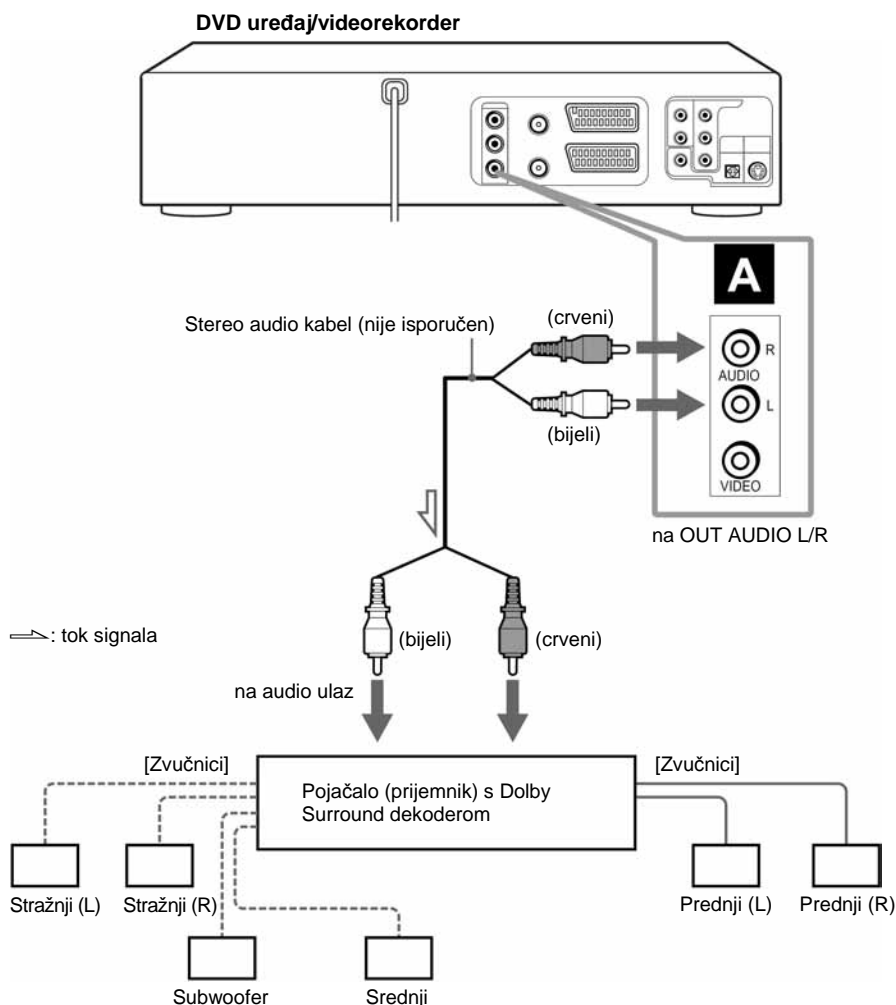 DVD uređaj/videorekorder
A
Stereo audio kabel (nije isporučen)
(crveni)
R
AUDIO
L
(bijeli)
VIDEO
na OUT AUDIO L/R
: tok signala
(bijeli)
(crveni)
na audio ulaz
[Zvučnici]
[Zvučnici]
Pojačalo (prijemnik) s Dolby
Surround dekoderom
Stražnji (L)
Stražnji (R)
Prednji (L)
Prednji (R)
Subwoofer
Srednji